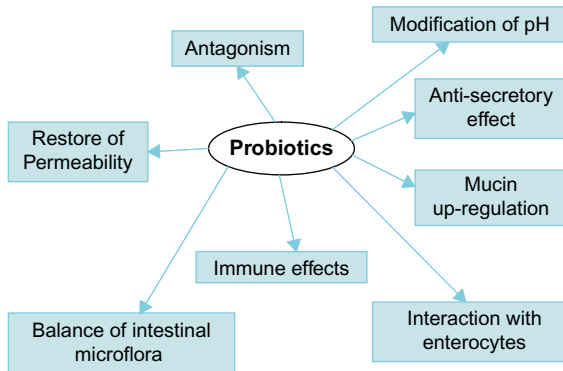 Modification of pH
Antagonism
Anti-secretory
effect
Restore of
Permeability
Probiotics
Mucin
up-regulation
Immune effects
Balance of intestinal
microflora
Interaction with
enterocytes